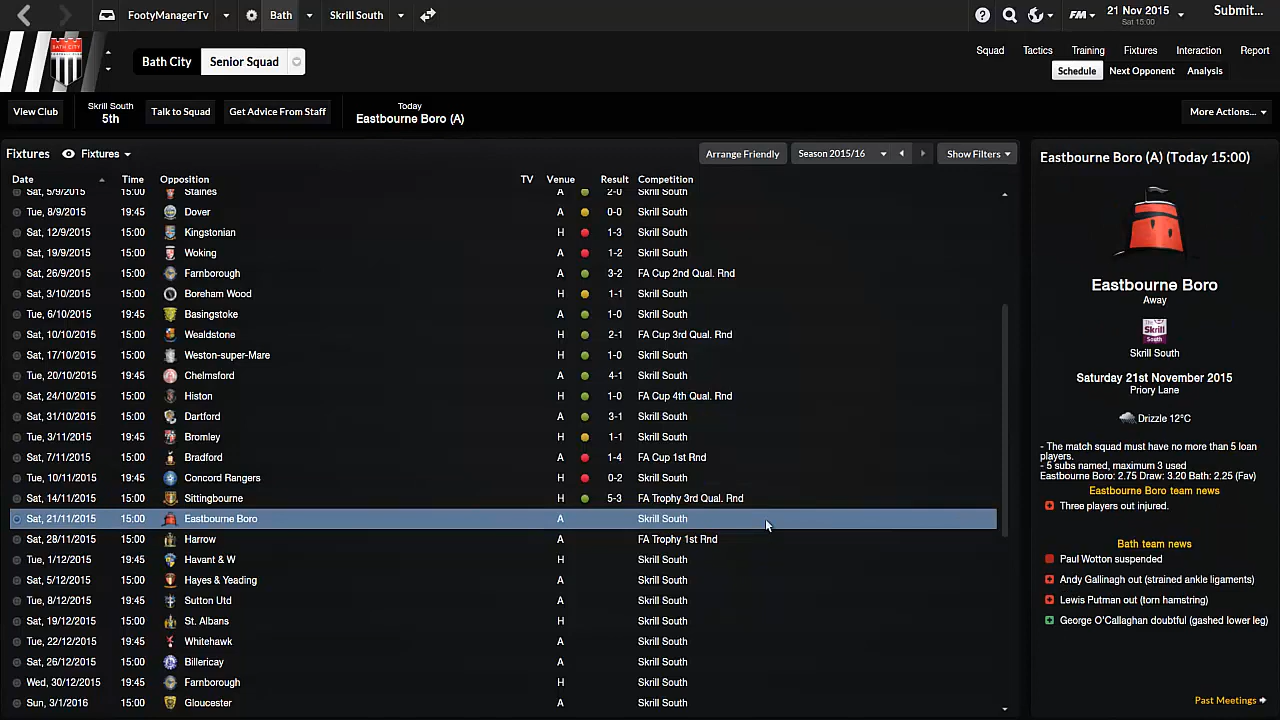 FootyManagerTv Bath Skrill South FM 21 Nov 2015 Submit...
Sat 15:00
BATH CITY
Bath City Senior Squad
Squad Tactics Training Fixtures Interaction Report
Schedule Next Opponent Analysis
View Club Skrill South 5th Talk to Squad Get Advice From Staff Today Eastbourne Boro (A) More Actions...
Fixtures Fixtures Arrange Friendly Season 2015/16 Show Filters
Date Time Opposition TV Venue Result Competition
Sat, 5/9/2015 15:00 Staines A 2-0 Skrill South
Tue, 8/9/2015 19:45 Dover A 0-0 Skrill South
Sat, 12/9/2015 15:00 Kingstonian H 1-3 Skrill South
Sat, 19/9/2015 15:00 Woking A 1-2 Skrill South
Sat, 26/9/2015 15:00 Farnborough A 3-2 FA Cup 2nd Qual. Rnd
Sat, 3/10/2015 15:00 Boreham Wood H 1-1 Skrill South
Tue, 6/10/2015 19:45 Basingstoke A 1-0 Skrill South
Sat, 10/10/2015 15:00 Wealdstone H 2-1 FA Cup 3rd Qual. Rnd
Sat, 17/10/2015 15:00 Weston-super-Mare H 1-0 Skrill South
Tue, 20/10/2015 19:45 Chelmsford A 4-1 Skrill South
Sat, 24/10/2015 15:00 Histon H 1-0 FA Cup 4th Qual. Rnd
Sat, 31/10/2015 15:00 Dartford A 3-1 Skrill South
Tue, 3/11/2015 19:45 Bromley H 1-1 Skrill South
Sat, 7/11/2015 15:00 Bradford A 1-4 FA Cup 1st Rnd
Tue, 10/11/2015 19:45 Concord Rangers H 0-2 Skrill South
Sat, 14/11/2015 15:00 Sittingbourne H 5-3 FA Trophy 3rd Qual. Rnd
Sat, 21/11/2015 15:00 Eastbourne Boro A Skrill South
Sat, 28/11/2015 15:00 Harrow A FA Trophy 1st Rnd
Tue, 1/12/2015 19:45 Havant & W H Skrill South
Sat, 5/12/2015 15:00 Hayes & Yeading A Skrill South
Tue, 8/12/2015 19:45 Sutton Utd A Skrill South
Sat, 19/12/2015 15:00 St. Albans H Skrill South
Tue, 22/12/2015 19:45 Whitehawk A Skrill South
Sat, 26/12/2015 15:00 Billericay A Skrill South
Wed, 30/12/2015 19:45 Farnborough H Skrill South
Sun, 3/1/2016 15:00 Gloucester A Skrill South
Eastbourne Boro (A) (Today 15:00)
Eastbourne Boro
Away
Skrill
South
Skrill South
Saturday 21st November 2015
Priory Lane
Drizzle 12°C
- The match squad must have no more than 5 loan
players.
- 5 subs named, maximum 3 used
Eastbourne Boro: 2.75 Draw: 3.20 Bath: 2.25 (Fav)
Eastbourne Boro team news
Three players out injured.
Bath team news
Paul Wotton suspended
Andy Gallinagh out (strained ankle ligaments)
Lewis Putman out (torn hamstring)
George O'Callaghan doubtful (gashed lower leg)
Past Meetings